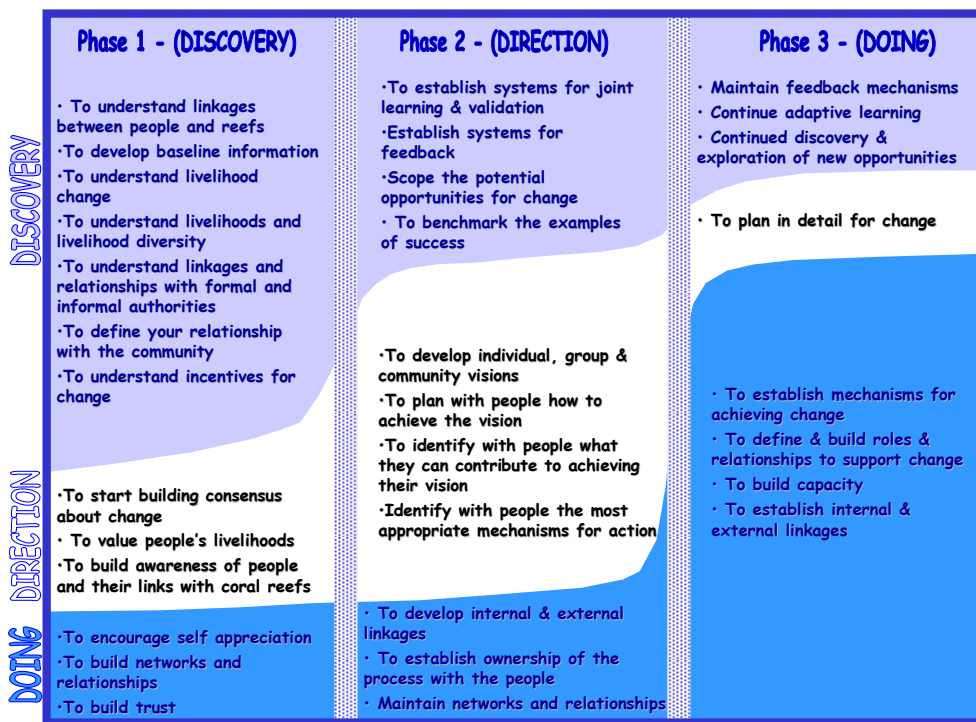 Phase 1 - (DISCOVERY)
• To understand linkages
between people and reefs
•To develop baseline information
•To understand livelihood
change
•To understand livelihoods and
livelihood diversity
•To understand linkages and
relationships with formal and
informal authorities
•To define your relationship
with the community
•To understand incentives for
change
•To start building consensus
about change
• To value people's livelihoods
•To build awareness of people
and their links with coral reefs
•To encourage self appreciation
•To build networks and
relationships
•To build trust
Phase 2 - (DIRECTION)
•To establish systems for joint
learning & validation
•Establish systems for
feedback
•Scope the potential
opportunities for change
• To benchmark the examples
of success
•To develop individual, group &
community visions
•To plan with people how to
achieve the vision
•To identify with people what
they can contribute to achieving
their vision
•Identify with people the most
appropriate mechanisms for action
• To develop internal & external
linkages
• To establish ownership of the
process with the people
• Maintain networks and relationships
Phase 3 - (DOING)
• Maintain feedback mechanisms
• Continue adaptive learning
• Continued discovery &
exploration of new opportunities
• To plan in detail for change
• To establish mechanisms for
achieving change
• To define & build roles &
relationships to support change
• To build capacity
• To establish internal &
external linkages
DISCOVERY
DIRECTION
DOING